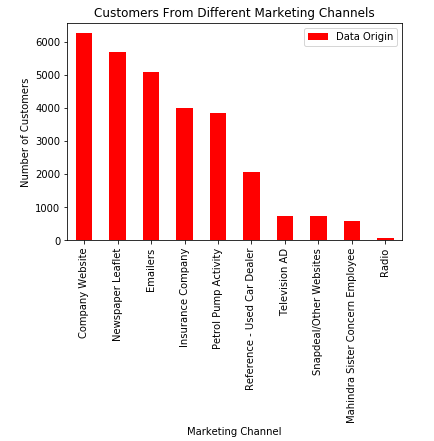 Customers From Different Marketing Channels
Data Origin
Number of Customers
6000
5000
4000
3000
2000
1000
0
Company Website
Newspaper Leaflet
Emailers
Insurance Company
Petrol Pump Activity
Reference - Used Car Dealer
Television AD
Snapdeal/Other Websites
Mahindra Sister Concern Employee
Radio
Marketing Channel